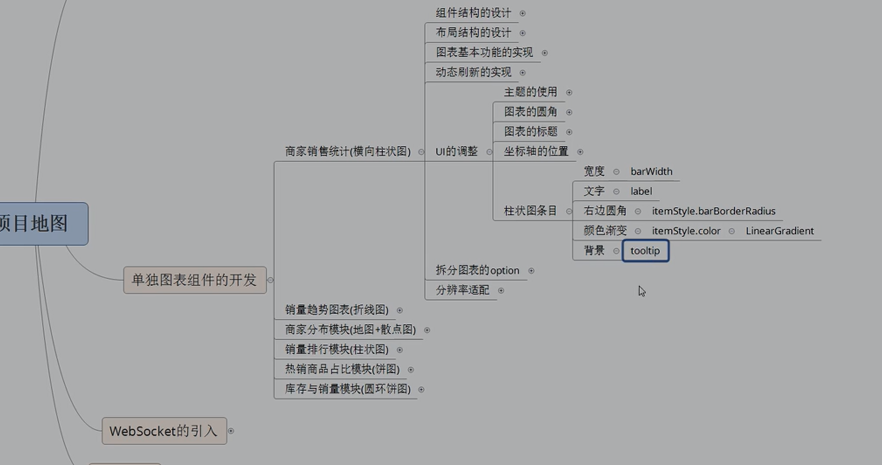 组件结构的设计
布局结构的设计
图表基本功能的实现
动态刷新的实现
主题的使用
图表的圆角
图表的标题
商家销售统计(横向柱状图)
UI的调整
坐标轴的位置
宽度 barWidth
文字 label
柱状图条目
右边圆角 itemStyle.barBorderRadius
颜色渐变 itemStyle.color LinearGradient
背景 tooltip
项目地图
拆分图表的option
单独图表组件的开发
分辨率适配
销量趋势图表(折线图)
商家分布模块(地图+散点图)
销量排行模块(柱状图)
热销商品占比模块(饼图)
库存与销量模块(圆环饼图)
WebSocket的引入